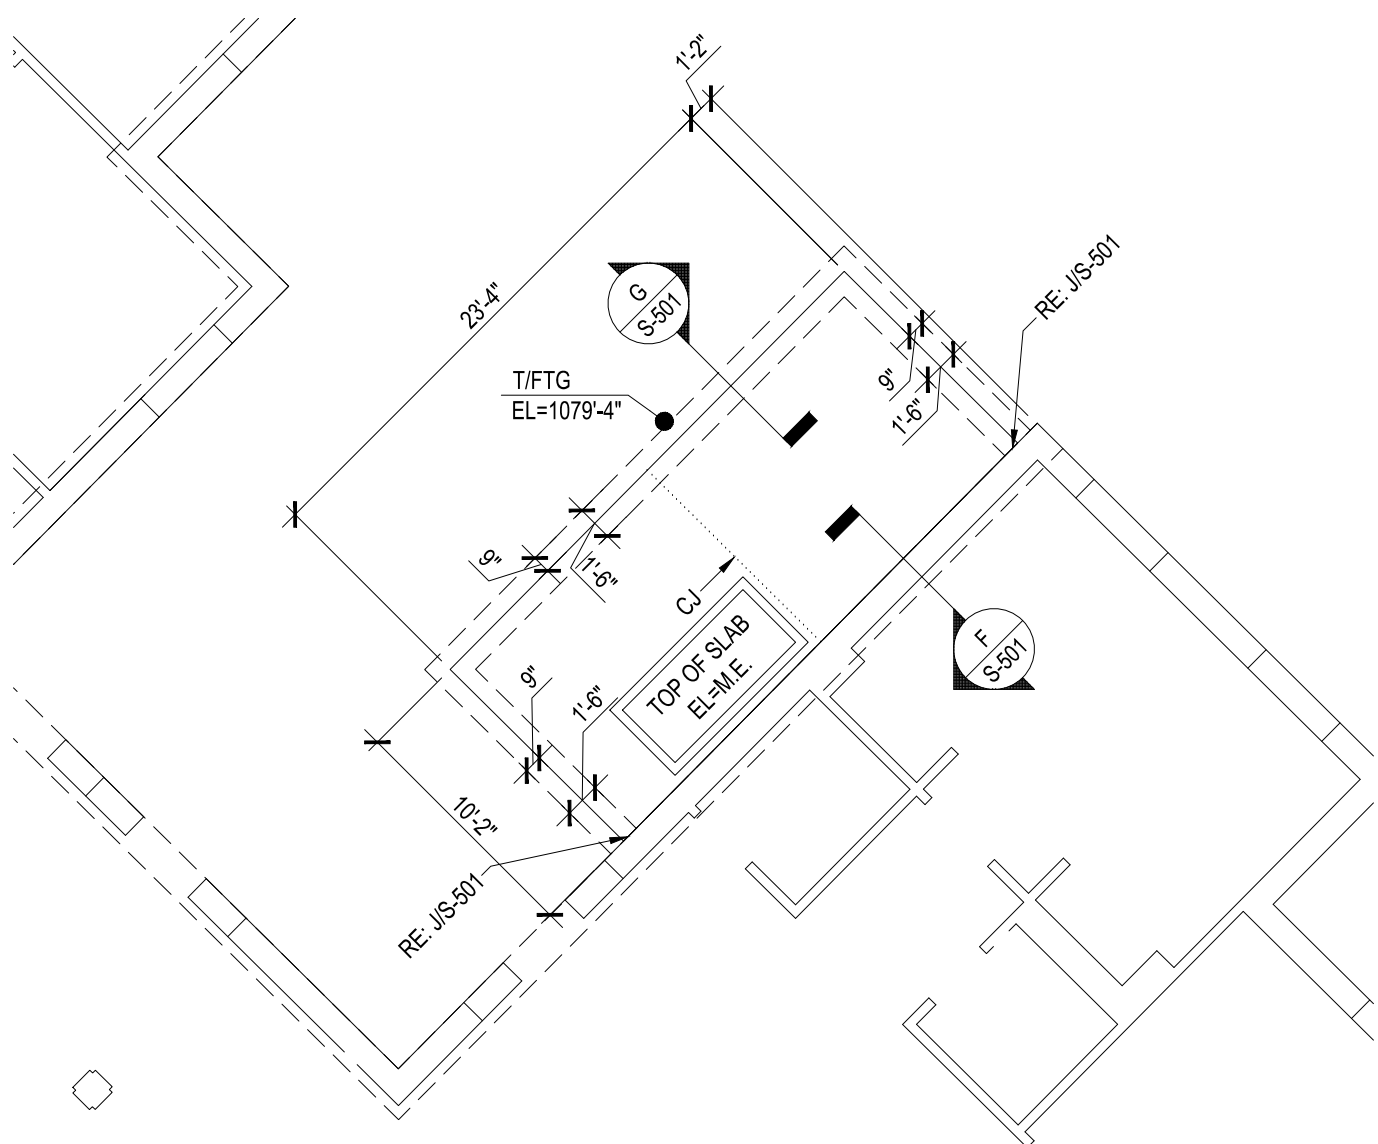 1'-2"
23'-4"
G
S-501
RE: J/S-501
T/FTG
EL=1079'-4"
9"
1'-6"
9"
1'-6"
CJ
TOP OF SLAB
EL=M.E.
F
S-501
9"
1'-6"
10'-2"
RE: J/S-501